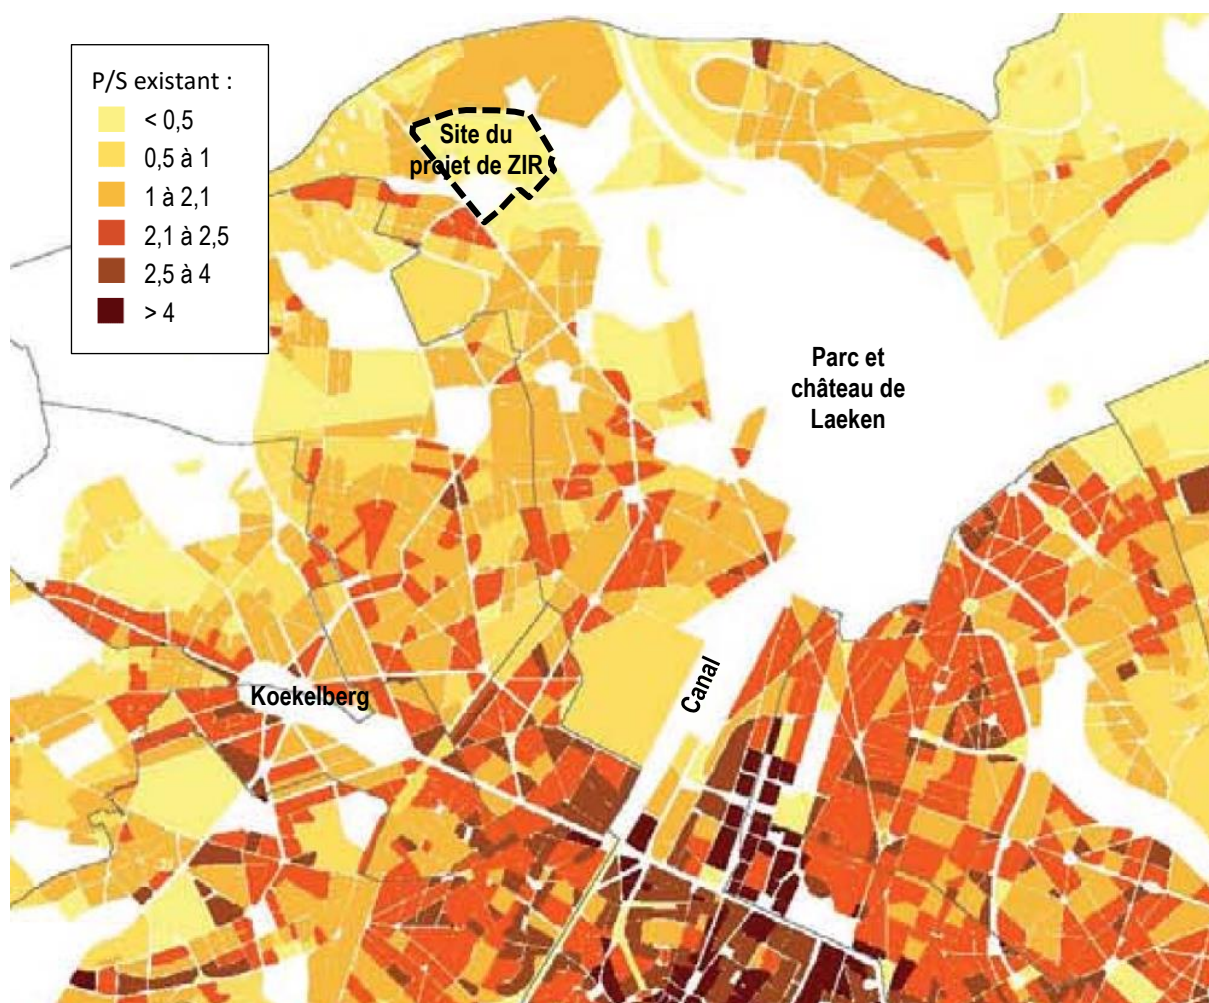 P/S existant :
< 0,5
0,5 à 1
1 à 2,1
2,1 à 2,5
2,5 à 4
> 4
Site du
projet de ZIR
Parc et
château de
Laeken
Canal
Koekelberg